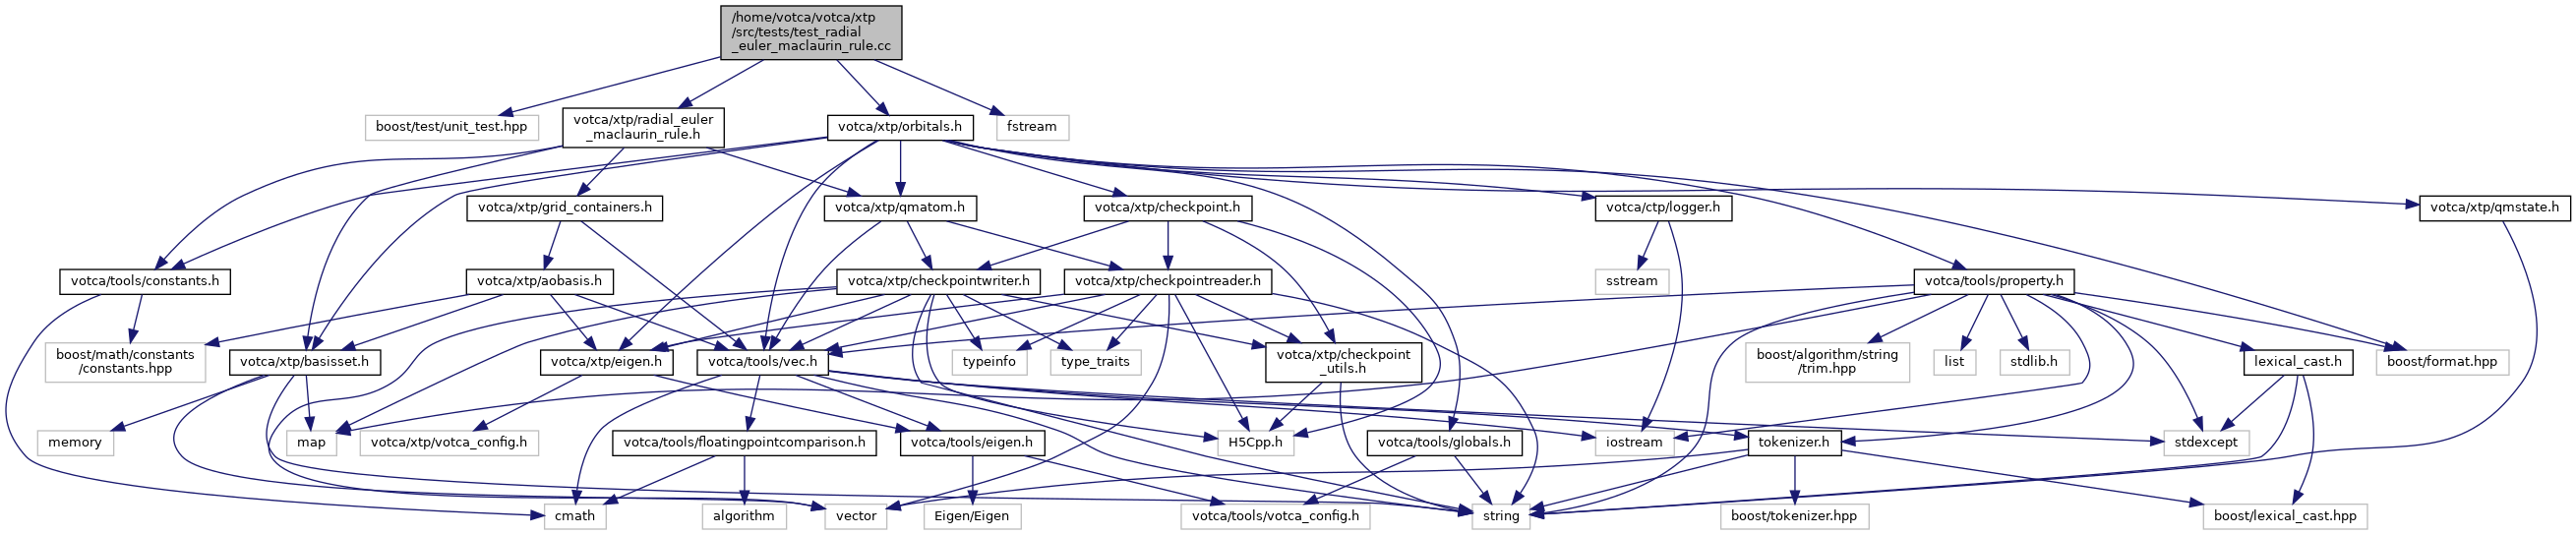 /home/votca/votca/xtp
/src/tests/test_radial
_euler_maclaurin_rule.cc
boost/test/unit_test.hpp
votca/xtp/radial_euler
_maclaurin_rule.h
votca/xtp/orbitals.h
fstream
votca/xtp/grid_containers.h
votca/xtp/qmatom.h
votca/xtp/checkpoint.h
votca/ctp/logger.h
votca/xtp/qmstate.h
votca/tools/constants.h
votca/xtp/aobasis.h
votca/xtp/checkpointwriter.h
votca/xtp/checkpointreader.h
sstream
votca/tools/property.h
boost/math/constants
/constants.hpp
votca/xtp/basisset.h
votca/xtp/eigen.h
votca/tools/vec.h
typeinfo
type_traits
votca/xtp/checkpoint
_utils.h
boost/algorithm/string
/trim.hpp
list
stdlib.h
lexical_cast.h
boost/format.hpp
memory
map
votca/xtp/votca_config.h
votca/tools/floatingpointcomparison.h
votca/tools/eigen.h
H5Cpp.h
votca/tools/globals.h
iostream
tokenizer.h
stdexcept
cmath
algorithm
vector
Eigen/Eigen
votca/tools/votca_config.h
string
boost/tokenizer.hpp
boost/lexical_cast.hpp